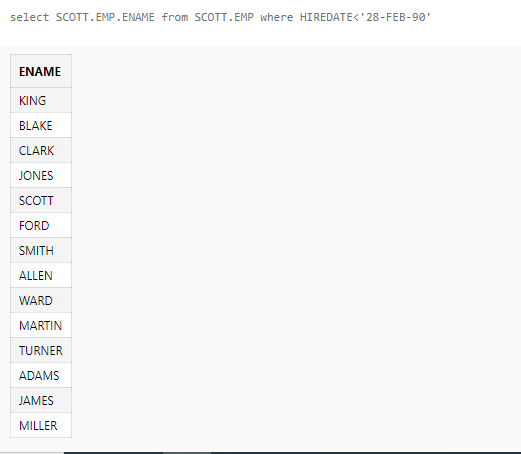 select SCOTT.EMP.ENAME from SCOTT.EMP where HIREDATE<'28-FEB-90'
ENAME
KING
BLAKE
CLARK
JONES
SCOTT
FORD
SMITH
ALLEN
WARD
MARTIN
TURNER
ADAMS
JAMES
MILLER